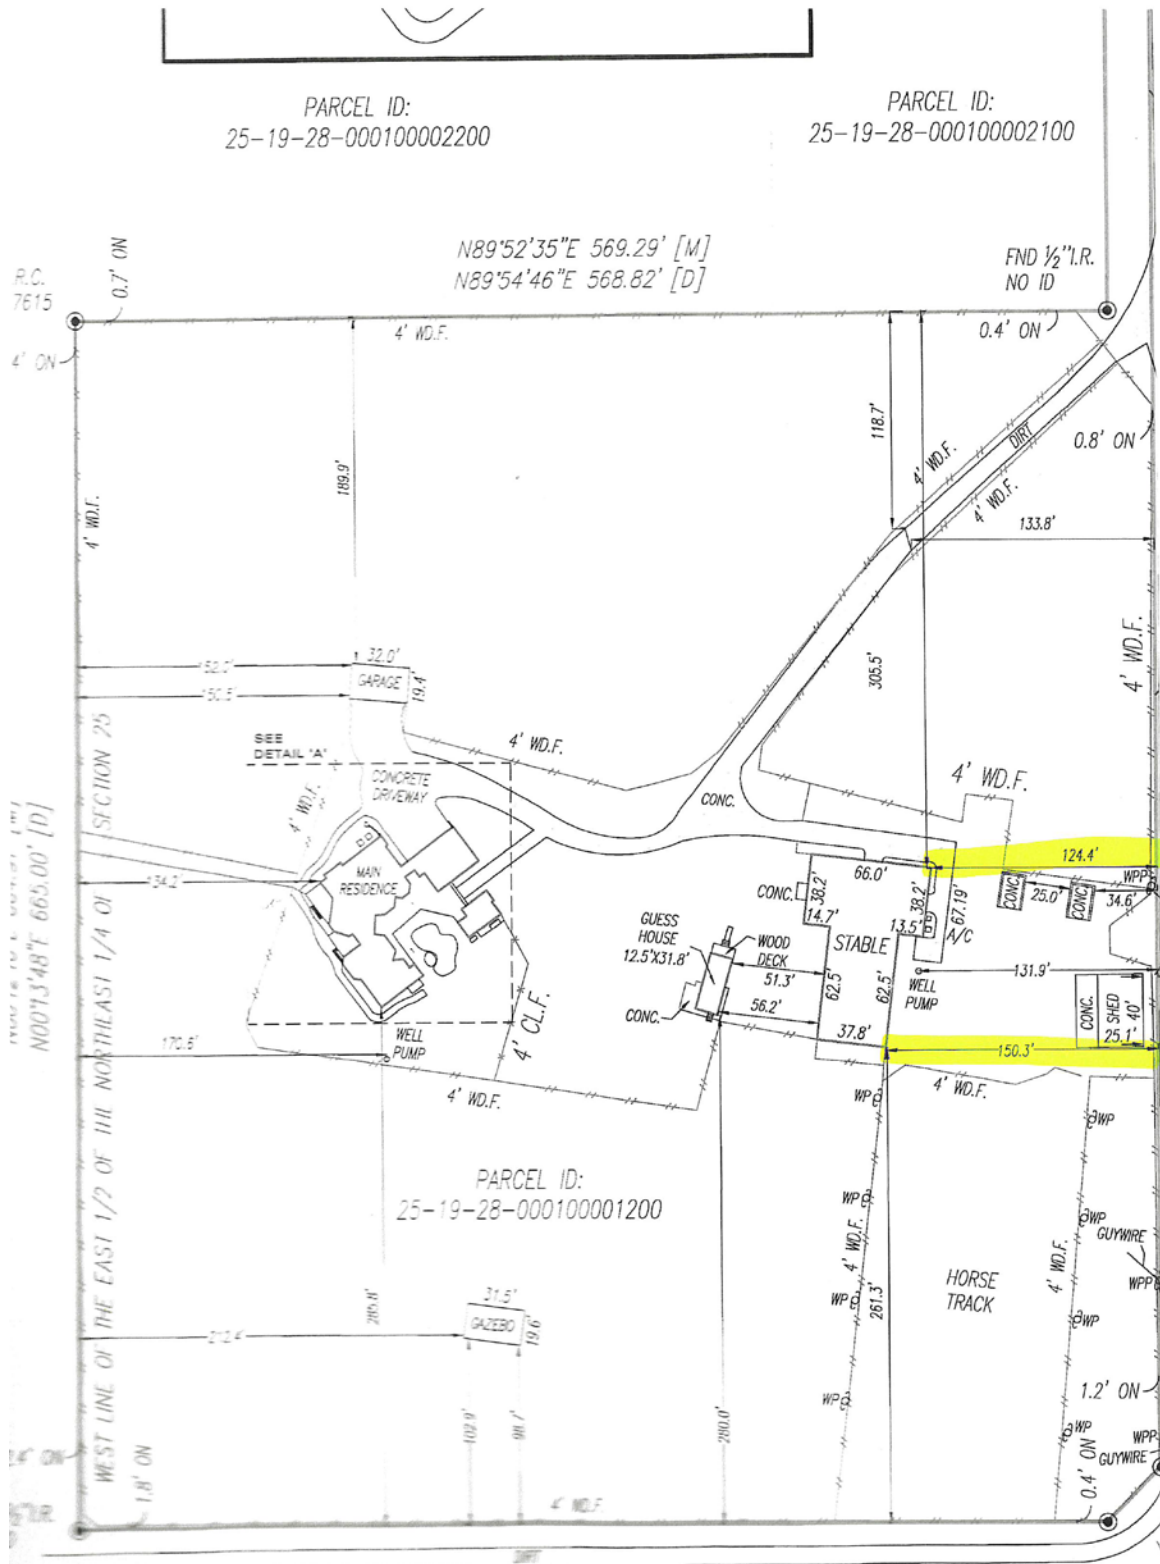 PARCEL ID:
25-19-28-000100002200
PARCEL ID:
25-19-28-000100002100
N89°52'35"E 569.29' [M]
N89°54'46"E 568.82' [D]
FND ½"I.R.
NO ID
R.C.
7615
0.7' ON
4' ON
4' WD.F.
0.4' ON
118.7'
189.9'
4' WD.F.
DIRT
0.8' ON
4' WD.F.
4' WD.F.
133.8'
4' WD.F.
305.5'
152.2'
32.0'
GARAGE
19.4'
150.5'
SEE
DETAIL 'A'
4' WD.F.
CONCRETE
DRIVEWAY
4' WD.F.
CONC.
4' WD.F.
124.4'
WPP
MAIN
RESIDENCE
134.2'
66.0'
CONC.
38.2'
38.2'
67.19'
CONC.
25.0'
CONC.
34.6'
14.7'
13.5'
A/C
GUESS
HOUSE
12.5'X31.8'
WOOD
DECK
STABLE
51.3'
62.5'
62.5'
131.9'
WELL
PUMP
56.2'
CONC.
CONC.
SHED
40'
25.1'
37.8'
150.3'
4' CL.F.
WELL
PUMP
170.6'
4' WD.F.
4' WD.F.
WP
WP
PARCEL ID:
25-19-28-000100001200
WP
WP
4' WD.F.
4' WD.F.
GUYWIRE
WPP
HORSE
TRACK
WP
WP
261.3'
285.8'
31.5'
GAZEBO
19.6'
212.4'
102.9'
98.7'
280.0'
WP
WP
1.2' ON
WPP
GUYWIRE
0.4' ON
1.8' ON
4' WD.F.
DIRT
N00°13'48"E 665.00' [D]
WEST LINE OF THE EAST 1/2 OF THE NORTHEAST 1/4 OF SECTION 25